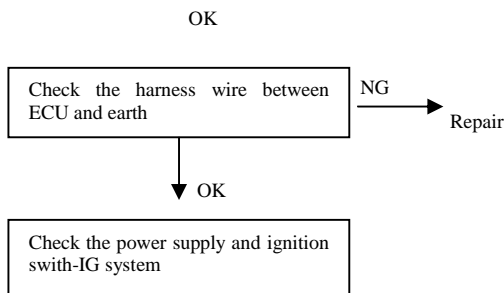 OK
Check the harness wire between
ECU and earth
NG
Repair
OK
Check the power supply and ignition
swith-IG system